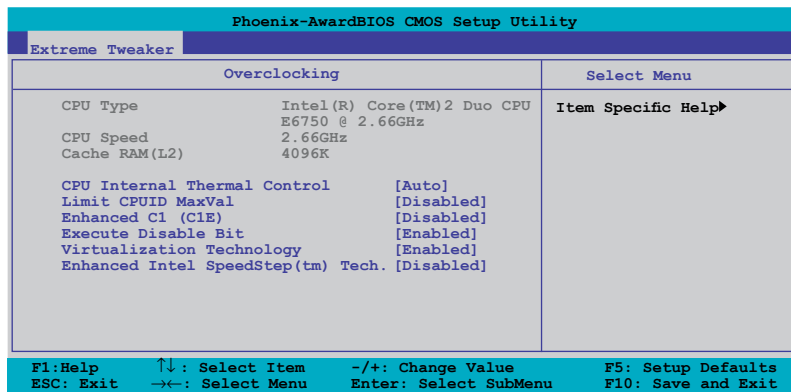 Phoenix-AwardBIOS CMOS Setup Utility
Extreme Tweaker
Overclocking
Select Menu
CPU Type Intel(R) Core(TM)2 Duo CPU
E6750 @ 2.66GHz
CPU Speed 2.66GHz
Cache RAM(L2) 4096K
Item Specific Help▶
CPU Internal Thermal Control [Auto]
Limit CPUID MaxVal [Disabled]
Enhanced C1 (C1E) [Disabled]
Execute Disable Bit [Enabled]
Virtualization Technology [Enabled]
Enhanced Intel SpeedStep(tm) Tech. [Disabled]
F1:Help ↑↓: Select Item -/+: Change Value F5: Setup Defaults
ESC: Exit →←: Select Menu Enter: Select SubMenu F10: Save and Exit